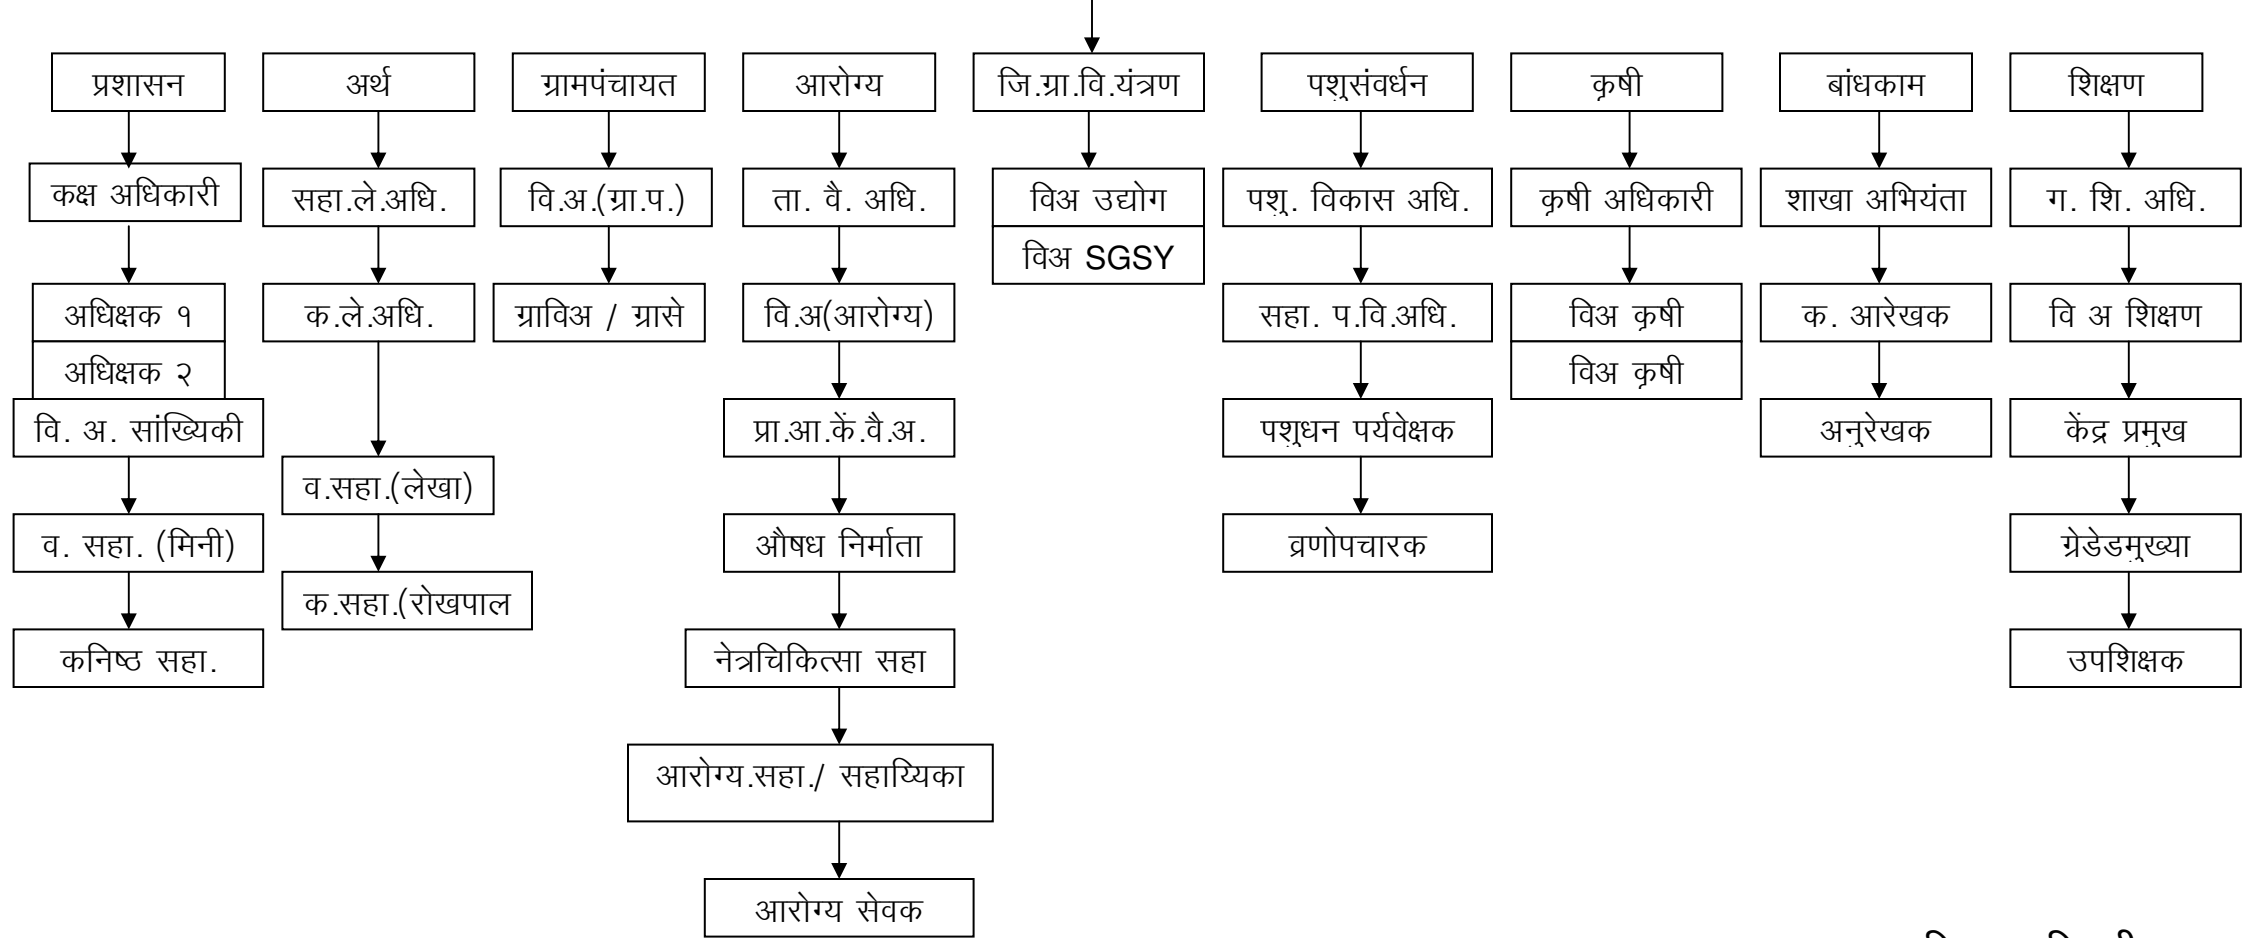 प्रशासन
अर्थ
ग्रामपंचायत
आरोग्य
जि.ग्रा.वि.यंत्रण
पशुसंवर्धन
कृषी
बांधकाम
शिक्षण
कक्ष अधिकारी
सहा.ले.अधि.
वि.अ.(ग्रा.प.)
ता. वै. अधि.
विअ उद्योग
पशु. विकास अधि.
कृषी अधिकारी
शाखा अभियंता
ग. शि. अधि.
विअ SGSY
अधिक्षक १
क.ले.अधि.
ग्राविअ / ग्रासे
वि.अ(आरोग्य)
सहा. प.वि.अधि.
विअ कृषी
क. आरेखक
वि अ शिक्षण
अधिक्षक २
विअ कृषी
वि. अ. सांख्यिकी
प्रा.आ.कें.वै.अ.
पशुधन पर्यवेक्षक
अनुरेखक
केंद्र प्रमुख
व.सहा.(लेखा)
व. सहा. (मिनी)
औषध निर्माता
व्रणोपचारक
ग्रेडेडमुख्या
क.सहा.(रोखपाल
कनिष्ठ सहा.
नेत्रचिकित्सा सहा
उपशिक्षक
आरोग्य.सहा./ सहाय्यिका
आरोग्य सेवक